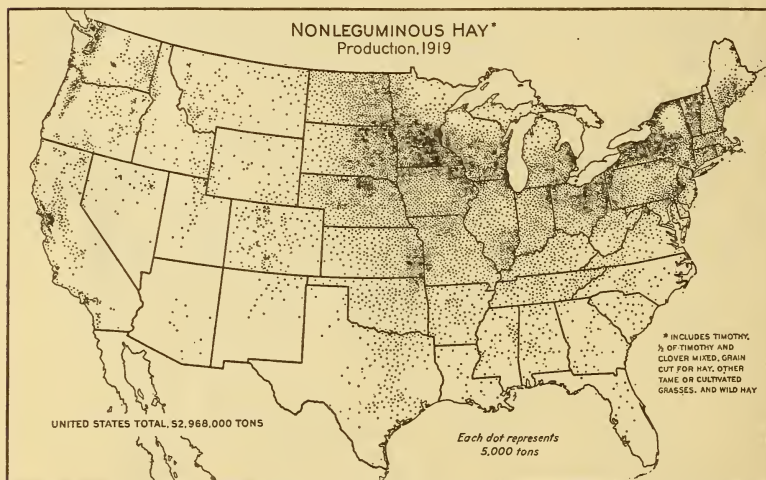 NONLEGUMINOUS HAY*
Production, 1919
* INCLUDES TIMOTHY,
½ OF TIMOTHY AND
CLOVER MIXED, GRAIN
CUT FOR HAY, OTHER
TAME OR CULTIVATED
GRASSES, AND WILD HAY
UNITED STATES TOTAL, 52,968,000 TONS
Each dot represents
5,000 tons